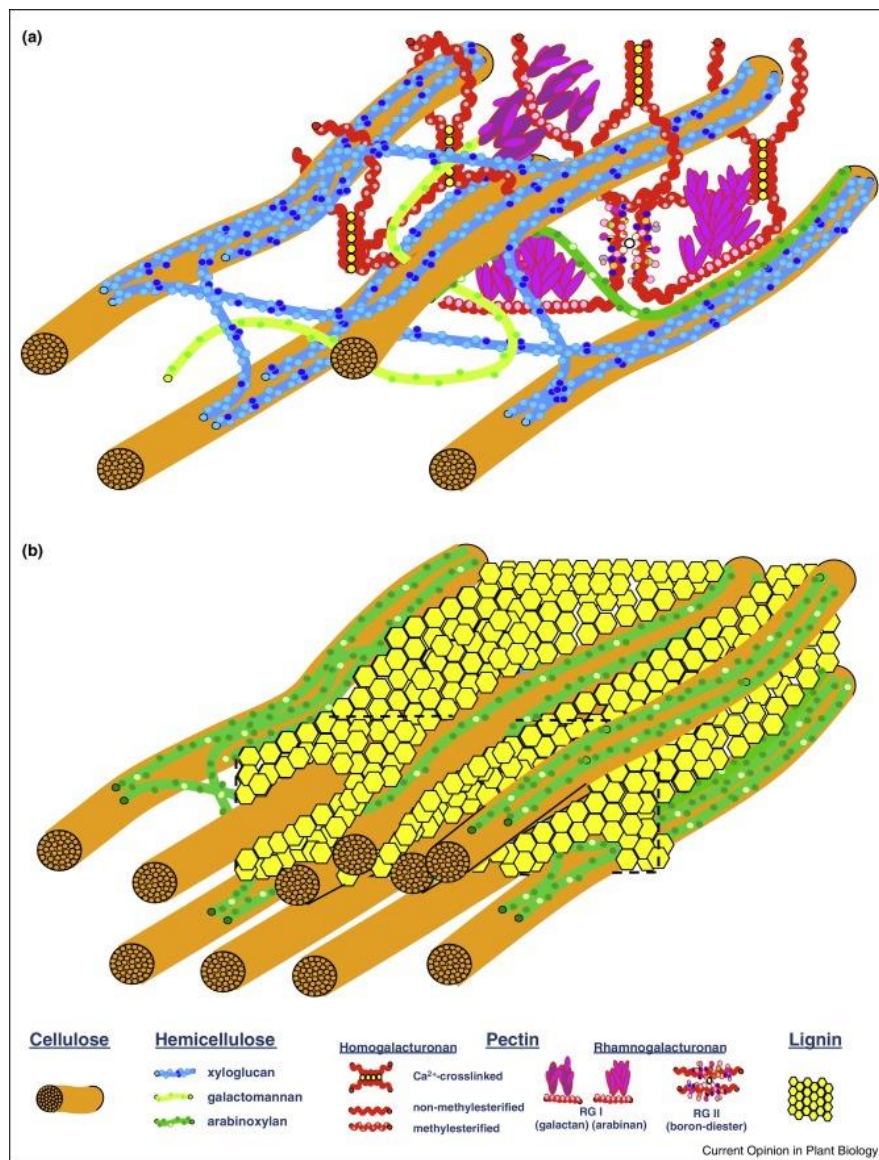 (a)
(b)
Cellulose
Hemicellulose
xyloglucan
galactomannan
arabinoxylan
Pectin
Homogalacturonan
Ca²⁺-crosslinked
non-methylesterified
methylesterified
Rhamnogalacturonan
RG I
(galactan) (arabinan)
RG II
(boron-diester)
Lignin
Current Opinion in Plant Biology